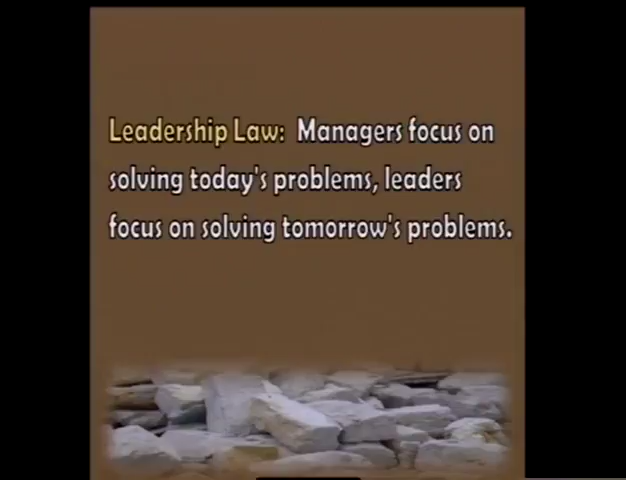 Leadership Law: Managers focus on
solving today's problems, leaders
focus on solving tomorrow's problems.